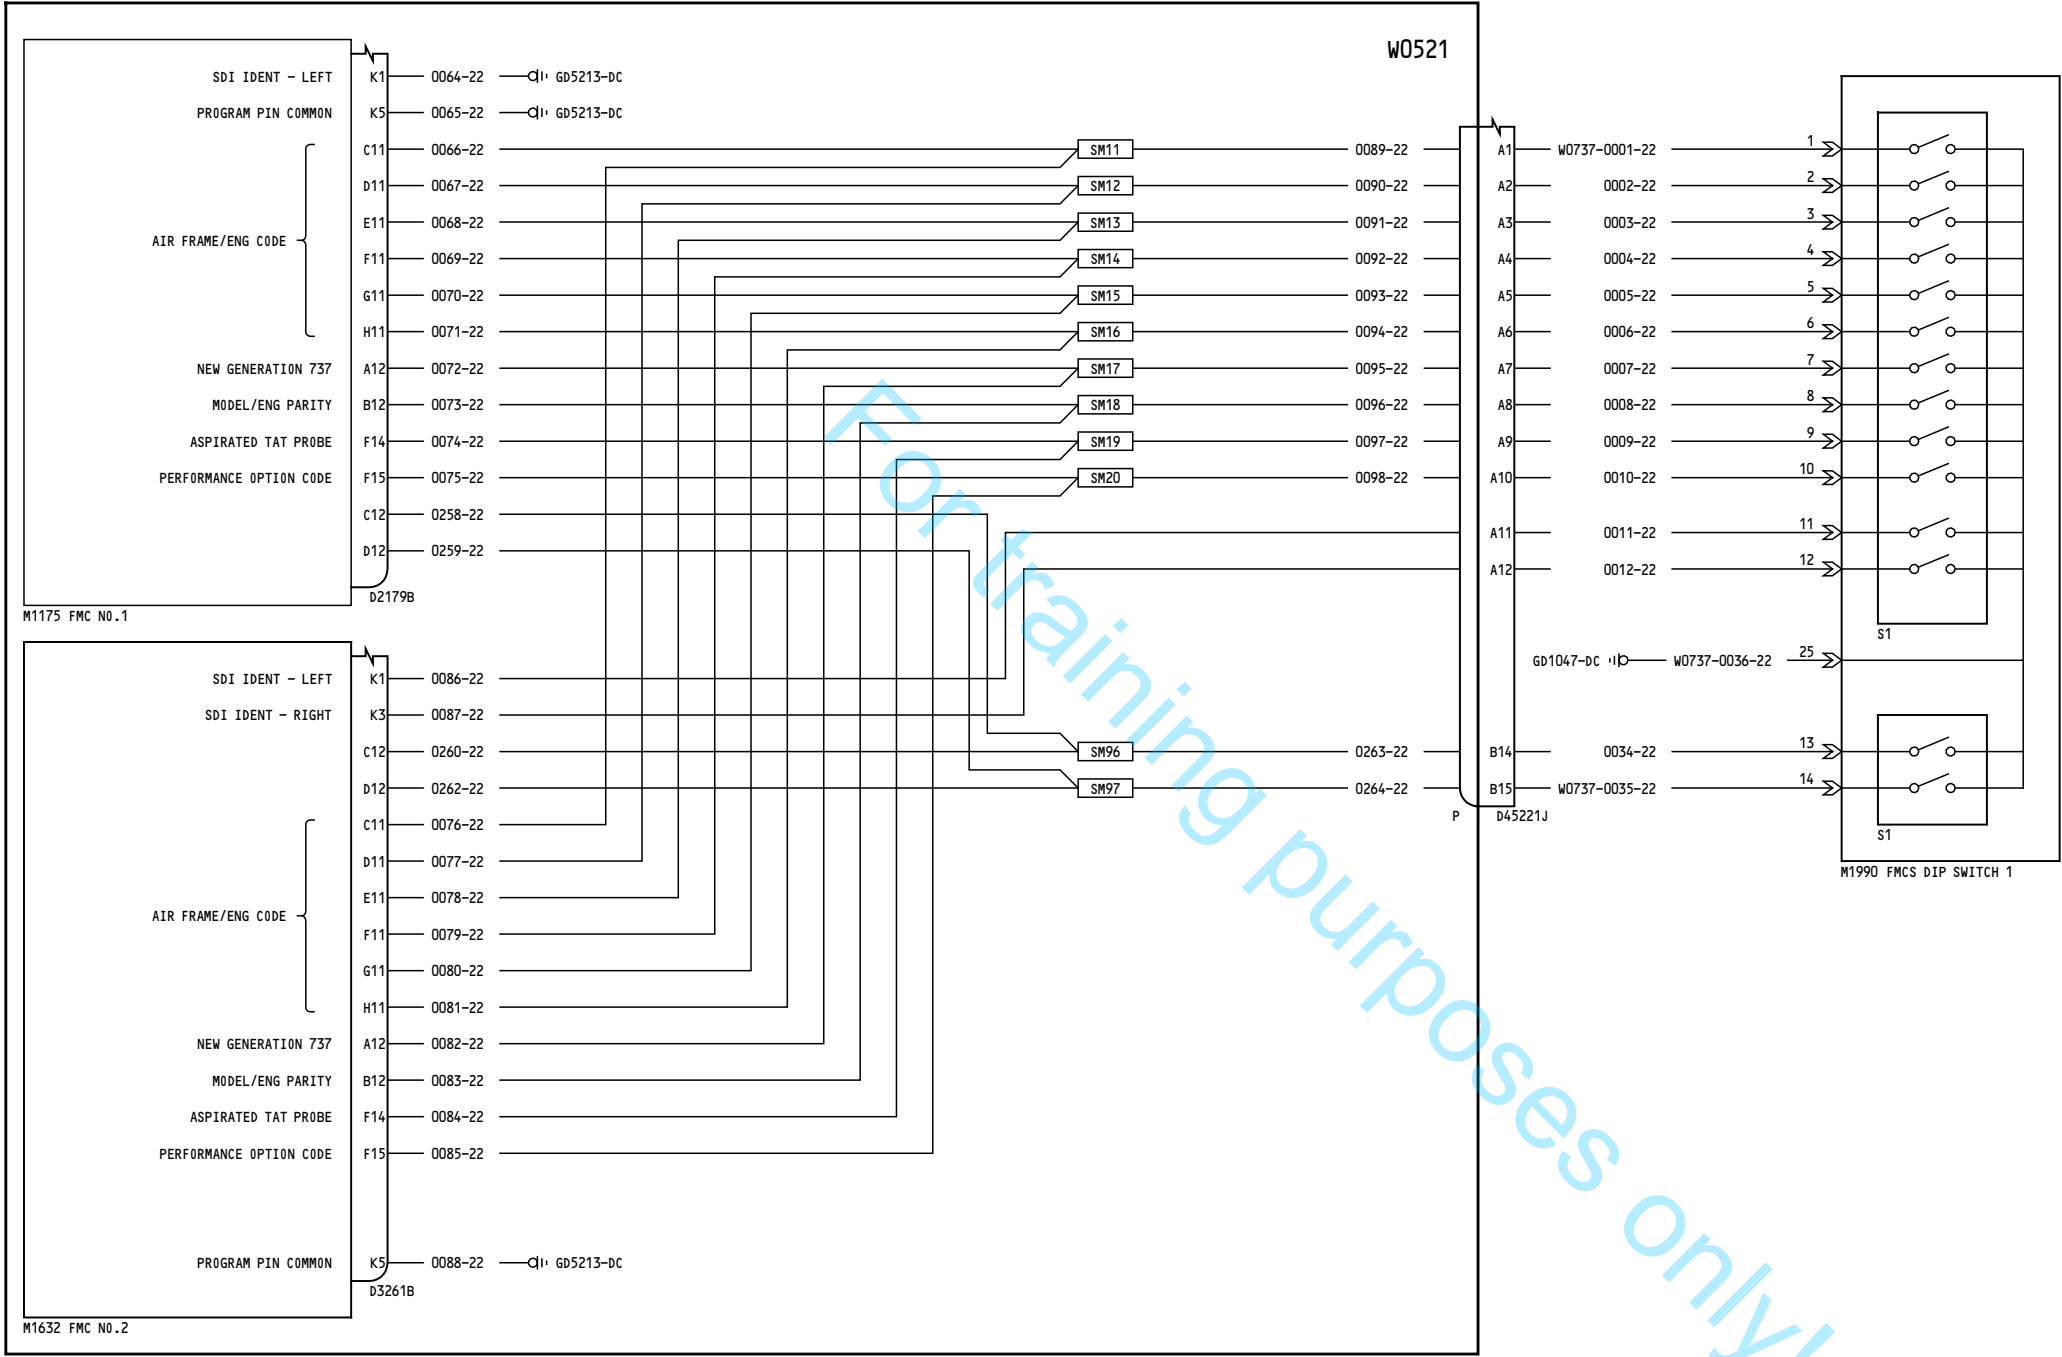 W0521
SDI IDENT – LEFT K1 0064-22 GD5213-DC
PROGRAM PIN COMMON K5 0065-22 GD5213-DC
C11 0066-22 SM11 0089-22 A1 W0737-0001-22 1
D11 0067-22 SM12 0090-22 A2 0002-22 2
E11 0068-22 SM13 0091-22 A3 0003-22 3
AIR FRAME/ENG CODE
F11 0069-22 SM14 0092-22 A4 0004-22 4
G11 0070-22 SM15 0093-22 A5 0005-22 5
H11 0071-22 SM16 0094-22 A6 0006-22 6
NEW GENERATION 737 A12 0072-22 SM17 0095-22 A7 0007-22 7
MODEL/ENG PARITY B12 0073-22 SM18 0096-22 A8 0008-22 8
ASPIRATED TAT PROBE F14 0074-22 SM19 0097-22 A9 0009-22 9
PERFORMANCE OPTION CODE F15 0075-22 SM20 0098-22 A10 0010-22 10
C12 0258-22
A11 0011-22 11
D12 0259-22
A12 0012-22 12
D2179B
M1175 FMC NO.1
S1
GD1047-DC W0737-0036-22 25
SDI IDENT – LEFT K1 0086-22
SDI IDENT – RIGHT K3 0087-22
C12 0260-22 SM96 0263-22 B14 0034-22 13
D12 0262-22 SM97 0264-22 B15 W0737-0035-22 14
P D45221J
S1
M1990 FMCS DIP SWITCH 1
C11 0076-22
D11 0077-22
E11 0078-22
AIR FRAME/ENG CODE
F11 0079-22
G11 0080-22
H11 0081-22
NEW GENERATION 737 A12 0082-22
MODEL/ENG PARITY B12 0083-22
ASPIRATED TAT PROBE F14 0084-22
PERFORMANCE OPTION CODE F15 0085-22
PROGRAM PIN COMMON K5 0088-22 GD5213-DC
D3261B
M1632 FMC NO.2
For training purposes only!